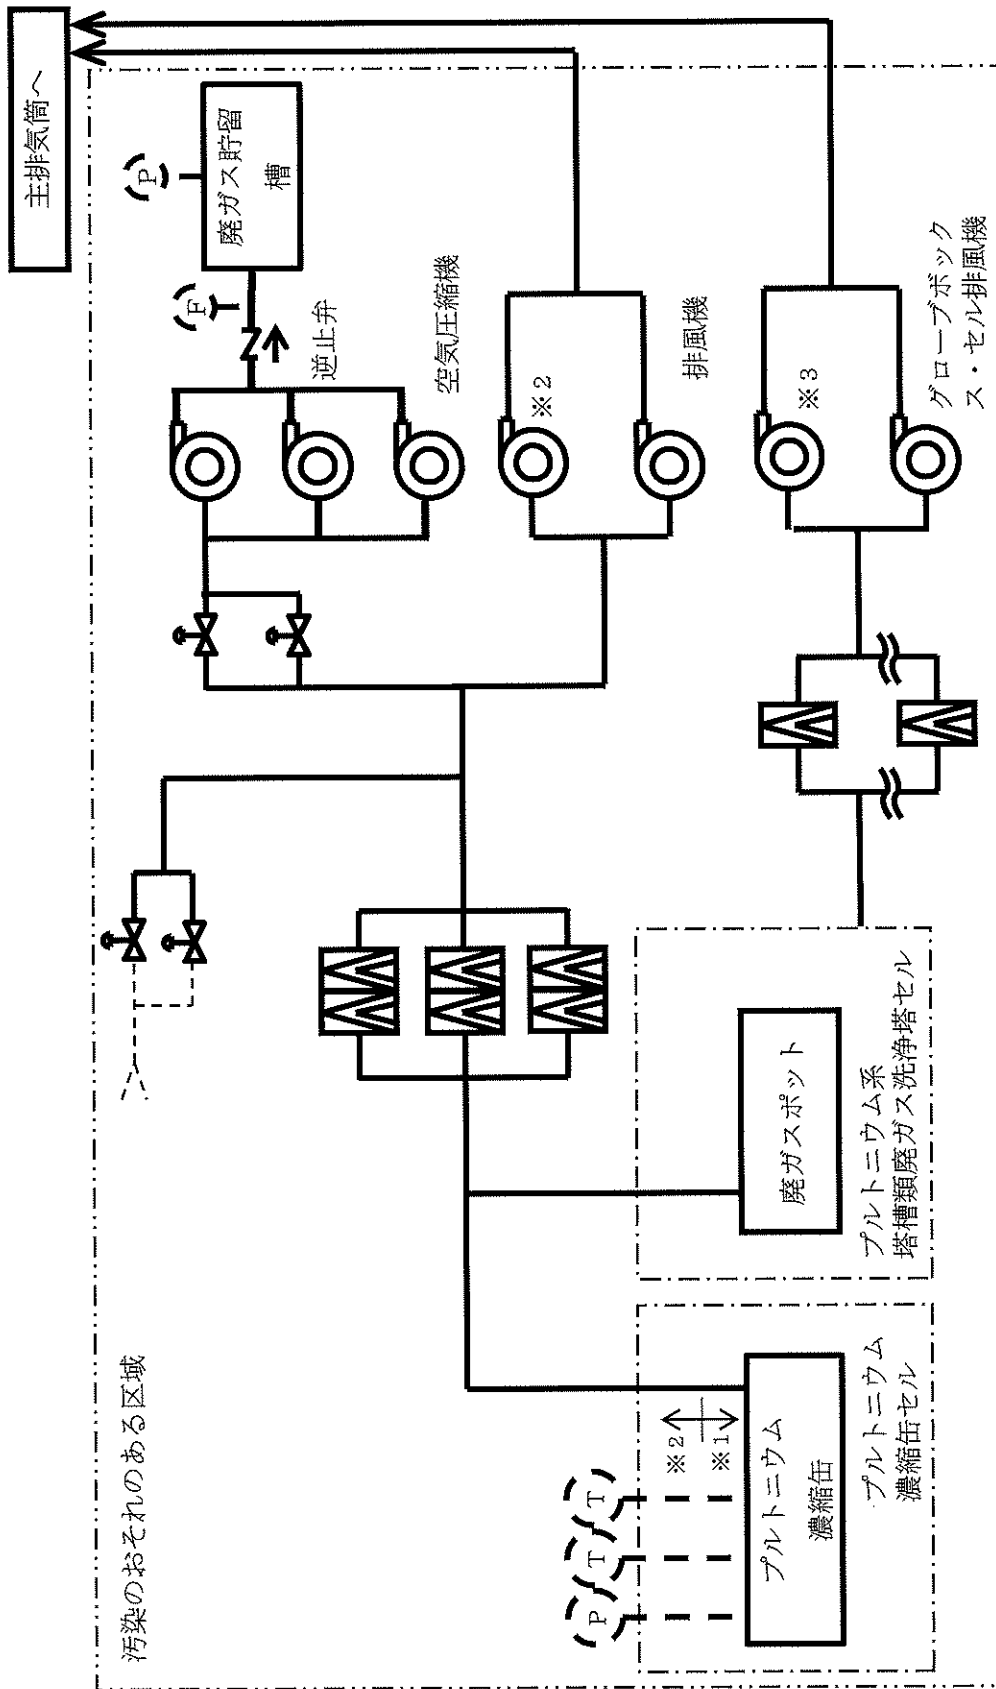 主排気筒へ
P
廃ガス貯留
槽
F
逆止弁
空気圧縮機
※2
排風機
※3
グローブボック
ス・セル排風機
廃ガスポット
プルトニウム系
塔槽類廃ガス洗浄塔セル
汚染のおそれのある区域
P
T
T
※2
※1
プルトニウム
濃縮缶
プルトニウム
濃縮缶セル